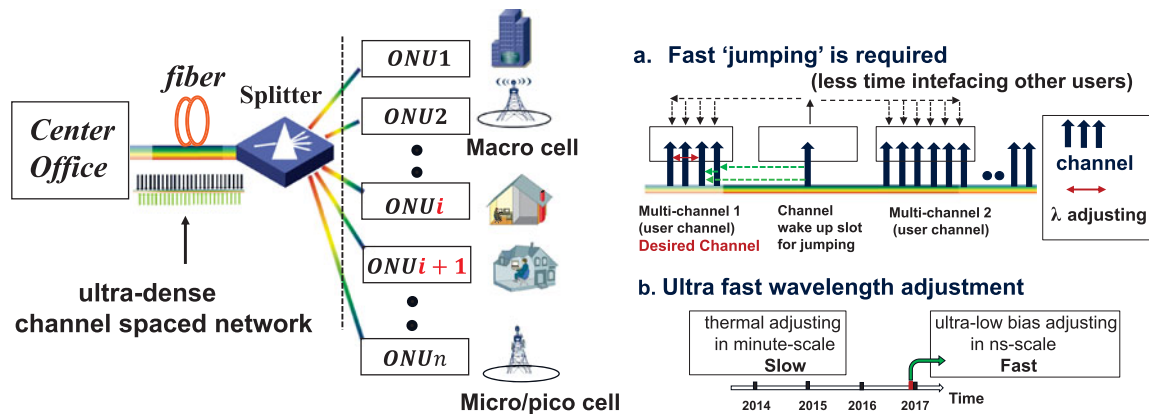 Center
Office
fiber
Splitter
ultra-dense
channel spaced network
ONU1
ONU2
ONUi
ONUi + 1
ONUn
Macro cell
Micro/pico cell
a. Fast ‘jumping’ is required
(less time intefacing other users)
Multi-channel 1
(user channel)
Desired Channel
Channel
wake up slot
for jumping
Multi-channel 2
(user channel)
channel
λ adjusting
b. Ultra fast wavelength adjustment
thermal adjusting
in minute-scale
Slow
ultra-low bias adjusting
in ns-scale
Fast
2014
2015
2016
2017
Time